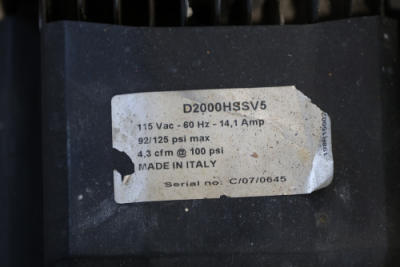 D2000HSSV5
115 Vac - 60 Hz - 14,1 Amp
92/125 psi max
4,3 cfm @ 100 psi
MADE IN ITALY
Serial no: C/07/0645